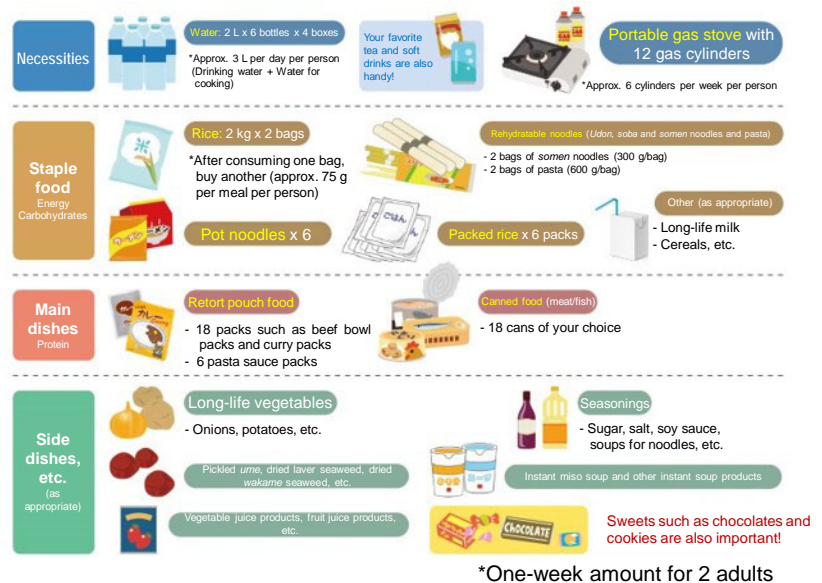 Necessities
Water: 2 L x 6 bottles x 4 boxes
*Approx. 3 L per day per person
(Drinking water + Water for
cooking)
Your favorite
tea and soft
drinks are also
handy!
Portable gas stove with
12 gas cylinders
*Approx. 6 cylinders per week per person
Staple
food
Energy
Carbohydrates
Rice: 2 kg x 2 bags
*After consuming one bag,
buy another (approx. 75 g
per meal per person)
Rehydratable noodles (Udon, soba and somen noodles and pasta)
- 2 bags of somen noodles (300 g/bag)
- 2 bags of pasta (600 g/bag)
Pot noodles x 6
ごはん
Packed rice x 6 packs
Other (as appropriate)
- Long-life milk
- Cereals, etc.
Main
dishes
Protein
カレー
Retort pouch food
- 18 packs such as beef bowl
packs and curry packs
- 6 pasta sauce packs
Canned food (meat/fish)
- 18 cans of your choice
Side
dishes,
etc.
(as
appropriate)
Long-life vegetables
- Onions, potatoes, etc.
Seasonings
- Sugar, salt, soy sauce,
soups for noodles, etc.
Pickled ume, dried laver seaweed, dried
wakame seaweed, etc.
Instant miso soup and other instant soup products
Vegetable juice products, fruit juice products,
etc.
CHOCOLATE
Sweets such as chocolates and
cookies are also important!
*One-week amount for 2 adults